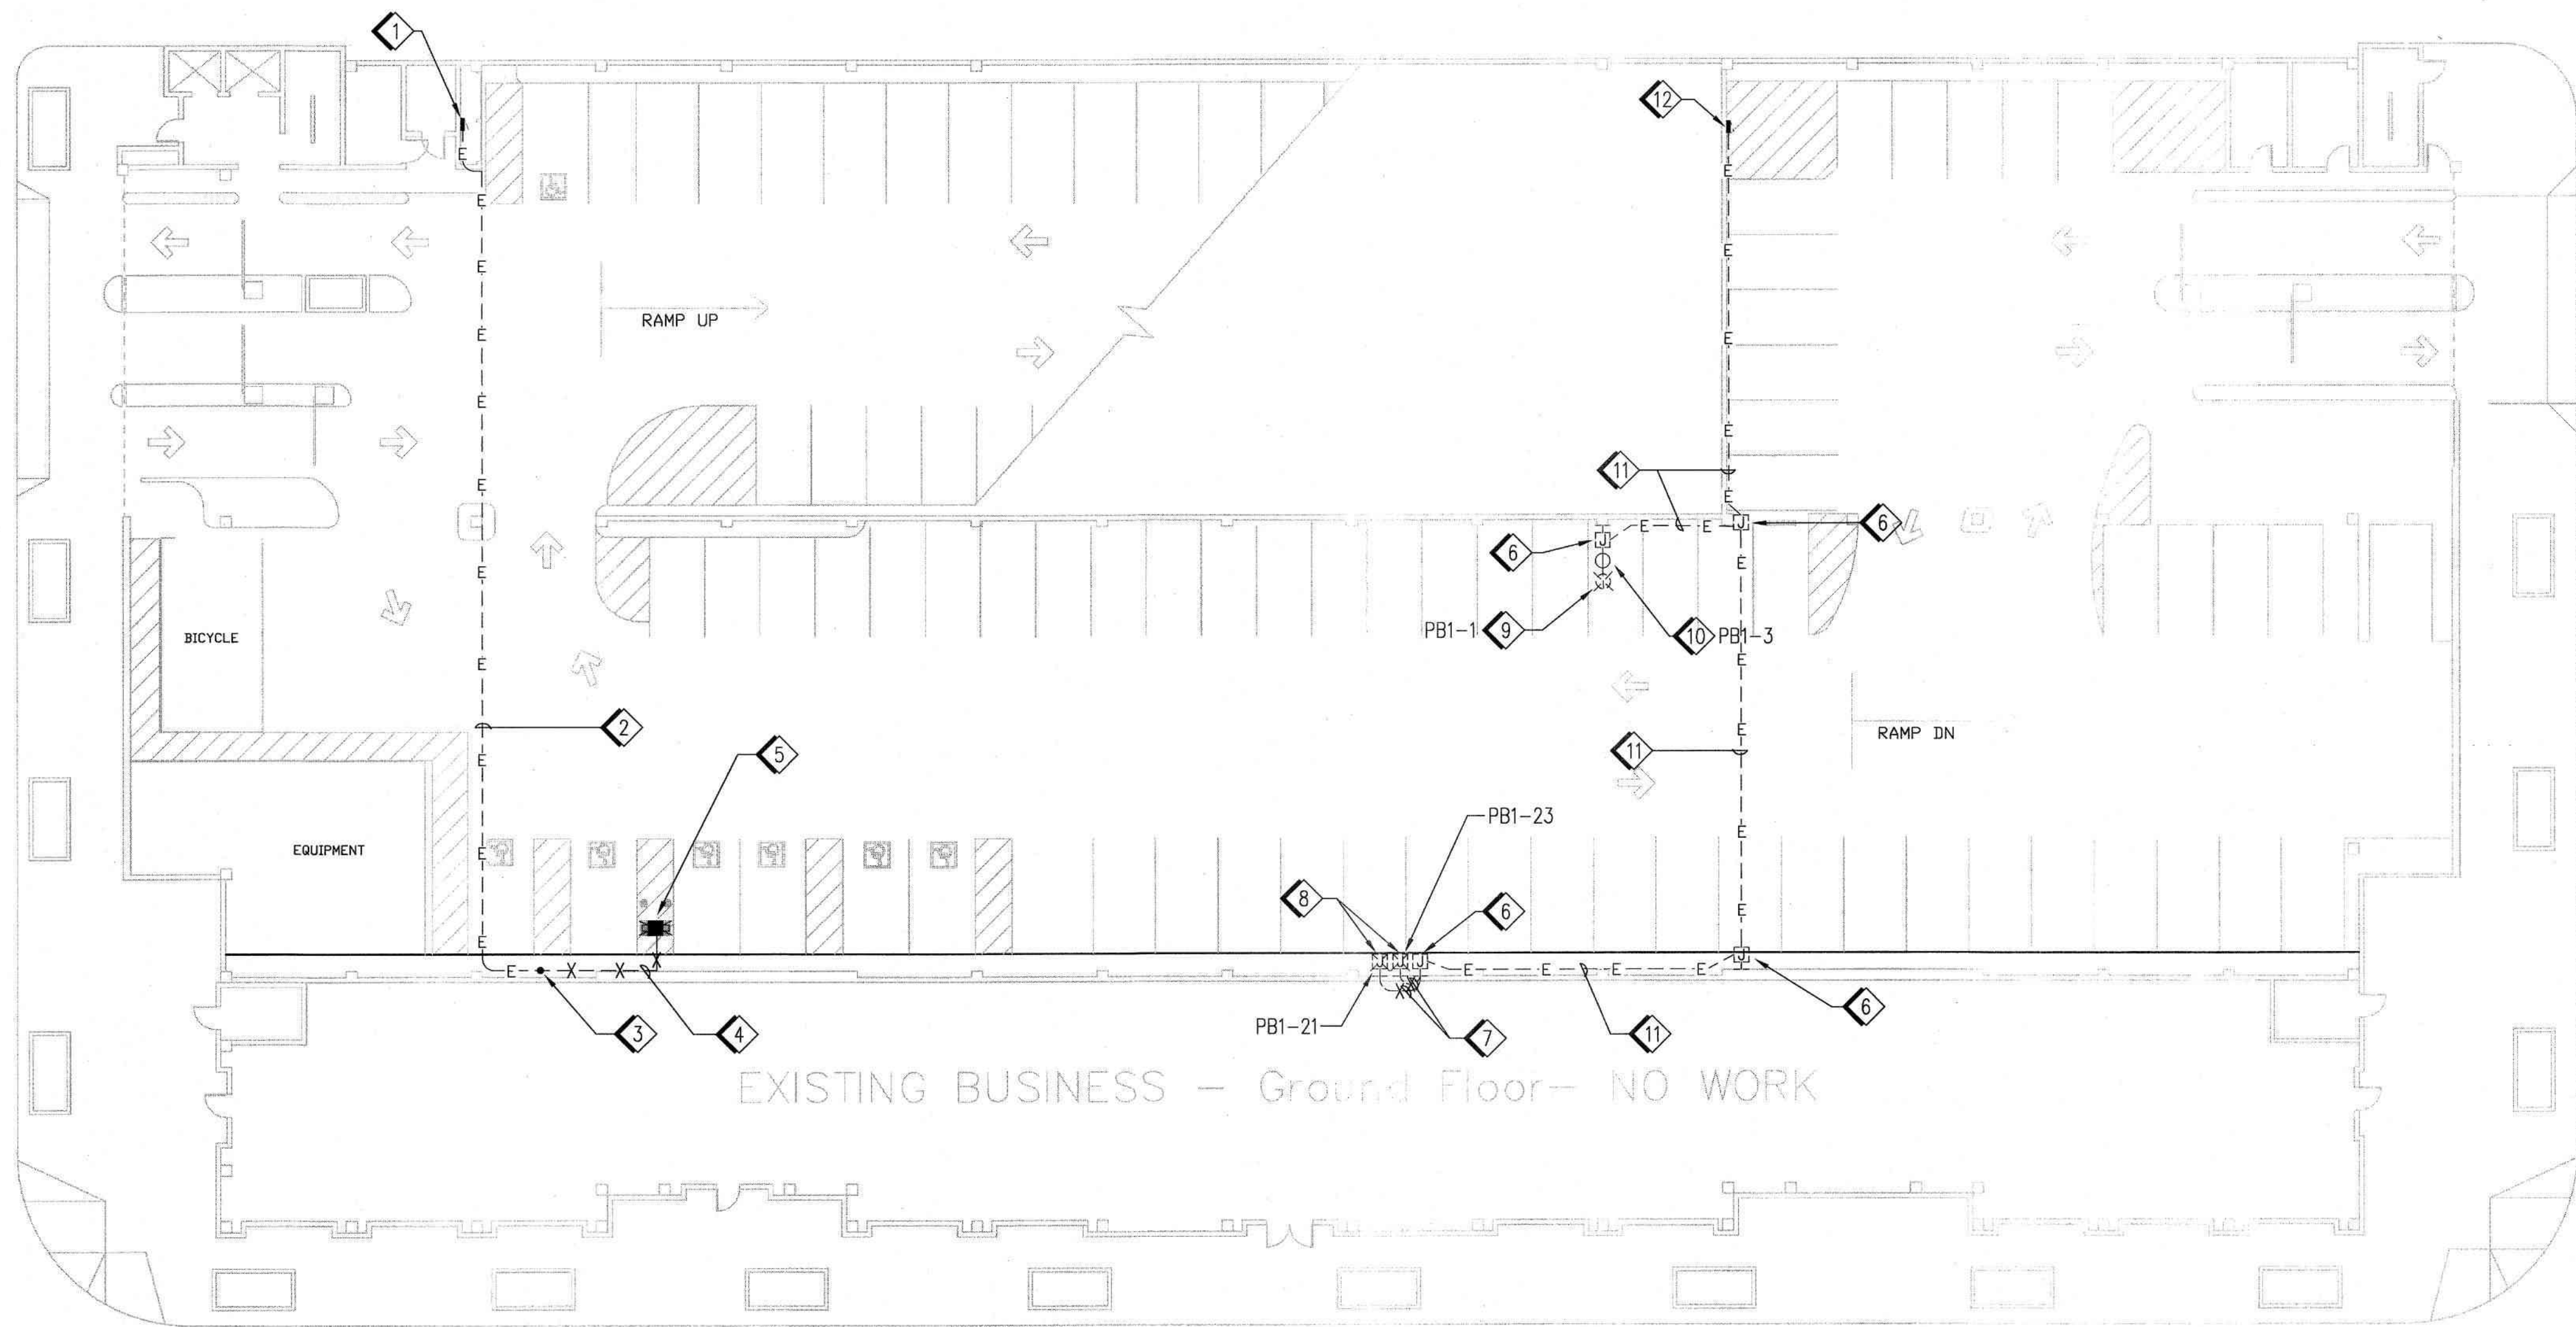 1
12
E
E
E
E
E
E
RAMP UP
E
E
E
E
11
E
E
J
6
E
E
J
6
E
E
PB1-1
9
10
PB1-3
BICYCLE
E
E
2
E
11
RAMP DN
5
E
PB1-23
E
EQUIPMENT
E
8
6
E
E
X
J
J
J
J
E
X
X
E
E
E
E
X
X
6
PB1-21
3
4
7
11
EXISTING BUSINESS - Ground Floor- NO WORK